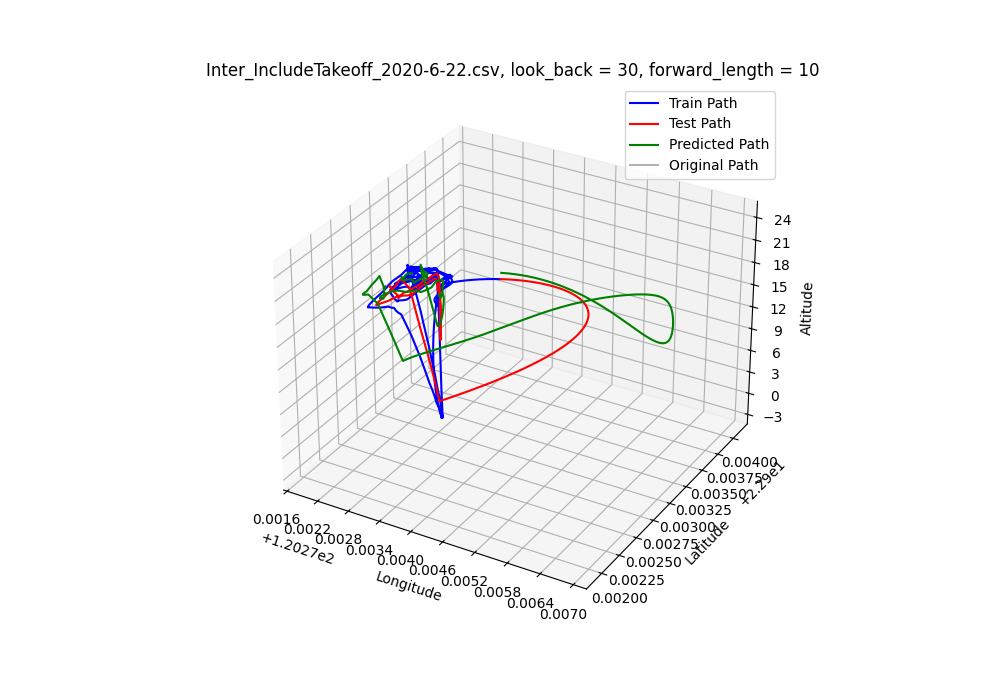 Inter_IncludeTakeoff_2020-6-22.csv, look_back = 30, forward_length = 10
Train Path
Test Path
Predicted Path
Original Path
24
21
18
15
12
9
6
3
0
−3
Altitude
0.00400
0.00375
0.00350
0.00325
0.00300
0.00275
0.00250
0.00225
0.00200
+2.29e1
Latitude
0.0016
0.0022
0.0028
0.0034
0.0040
0.0046
0.0052
0.0058
0.0064
0.0070
+1.2027e2
Longitude